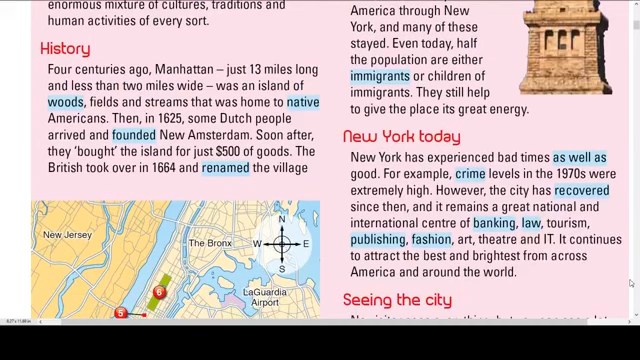 enormous mixture of cultures, traditions and
human activities of every sort.
History
Four centuries ago, Manhattan – just 13 miles long
and less than two miles wide – was an island of
woods, fields and streams that was home to native
Americans. Then, in 1625, some Dutch people
arrived and founded New Amsterdam. Soon after,
they ‘bought’ the island for just $500 of goods. The
British took over in 1664 and renamed the village
New Jersey
The Bronx
N
W
E
S
LaGuardia
Airport
6
5
America through New
York, and many of these
stayed. Even today, half
the population are either
immigrants or children of
immigrants. They still help
to give the place its great energy.
New York today
New York has experienced bad times as well as
good. For example, crime levels in the 1970s were
extremely high. However, the city has recovered
since then, and it remains a great national and
international centre of banking, law, tourism,
publishing, fashion, art, theatre and IT. It continues
to attract the best and brightest from across
America and around the world.
Seeing the city